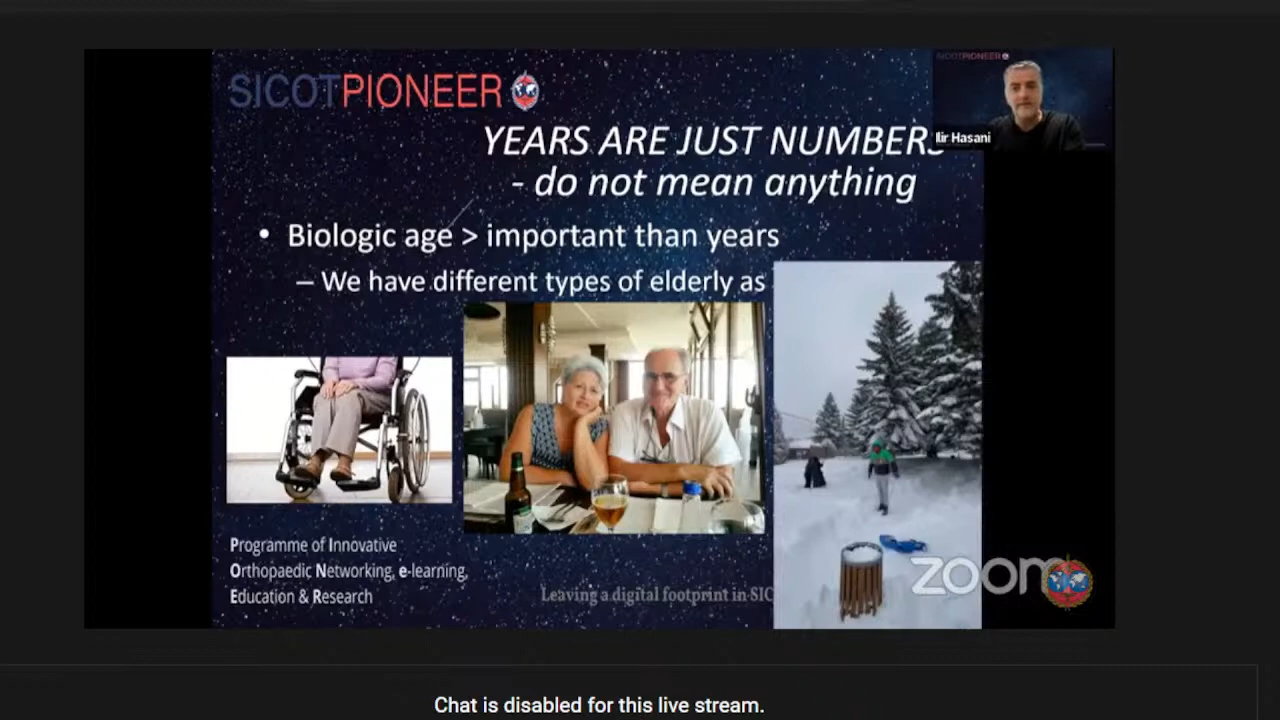 SICOTPIONEER
SICOTPIONEER
YEARS ARE JUST NUMBERS
Ilir Hasani
- do not mean anything
• Biologic age > important than years
– We have different types of elderly as
Programme of Innovative
Orthopaedic Networking, e-learning,
Education & Research
Leaving a digital footprint in SIC
zoom
Chat is disabled for this live stream.